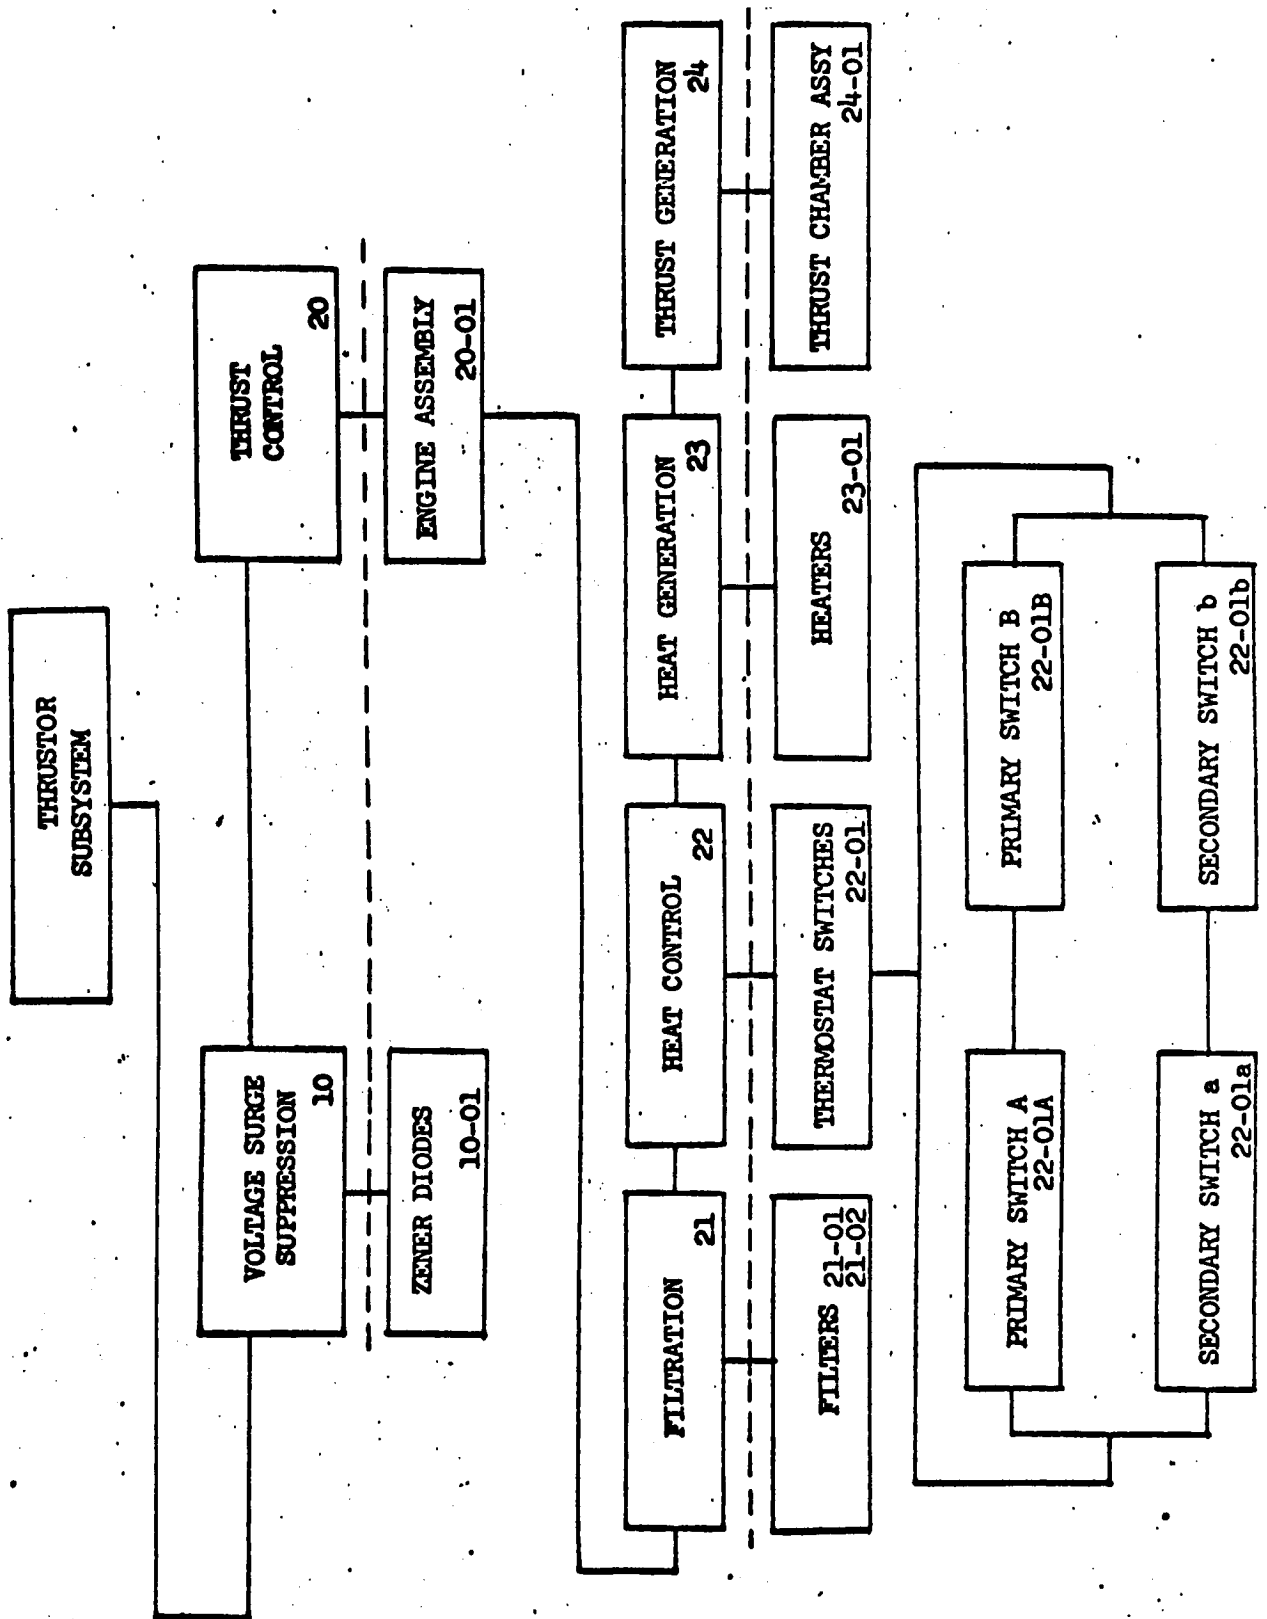 THRUSTOR
SUBSYSTEM
VOLTAGE SURGE
SUPPRESSION
10
THRUST
CONTROL
20
ZENER DIODES
10-01
ENGINE ASSEMBLY
20-01
FILTRATION
21
HEAT CONTROL
22
HEAT GENERATION
23
THRUST GENERATION
24
FILTERS 21-01
21-02
THERMOSTAT SWITCHES
22-01
HEATERS
23-01
THRUST CHAMBER ASSY
24-01
PRIMARY SWITCH A
22-01A
PRIMARY SWITCH B
22-01B
SECONDARY SWITCH a
22-01a
SECONDARY SWITCH b
22-01b